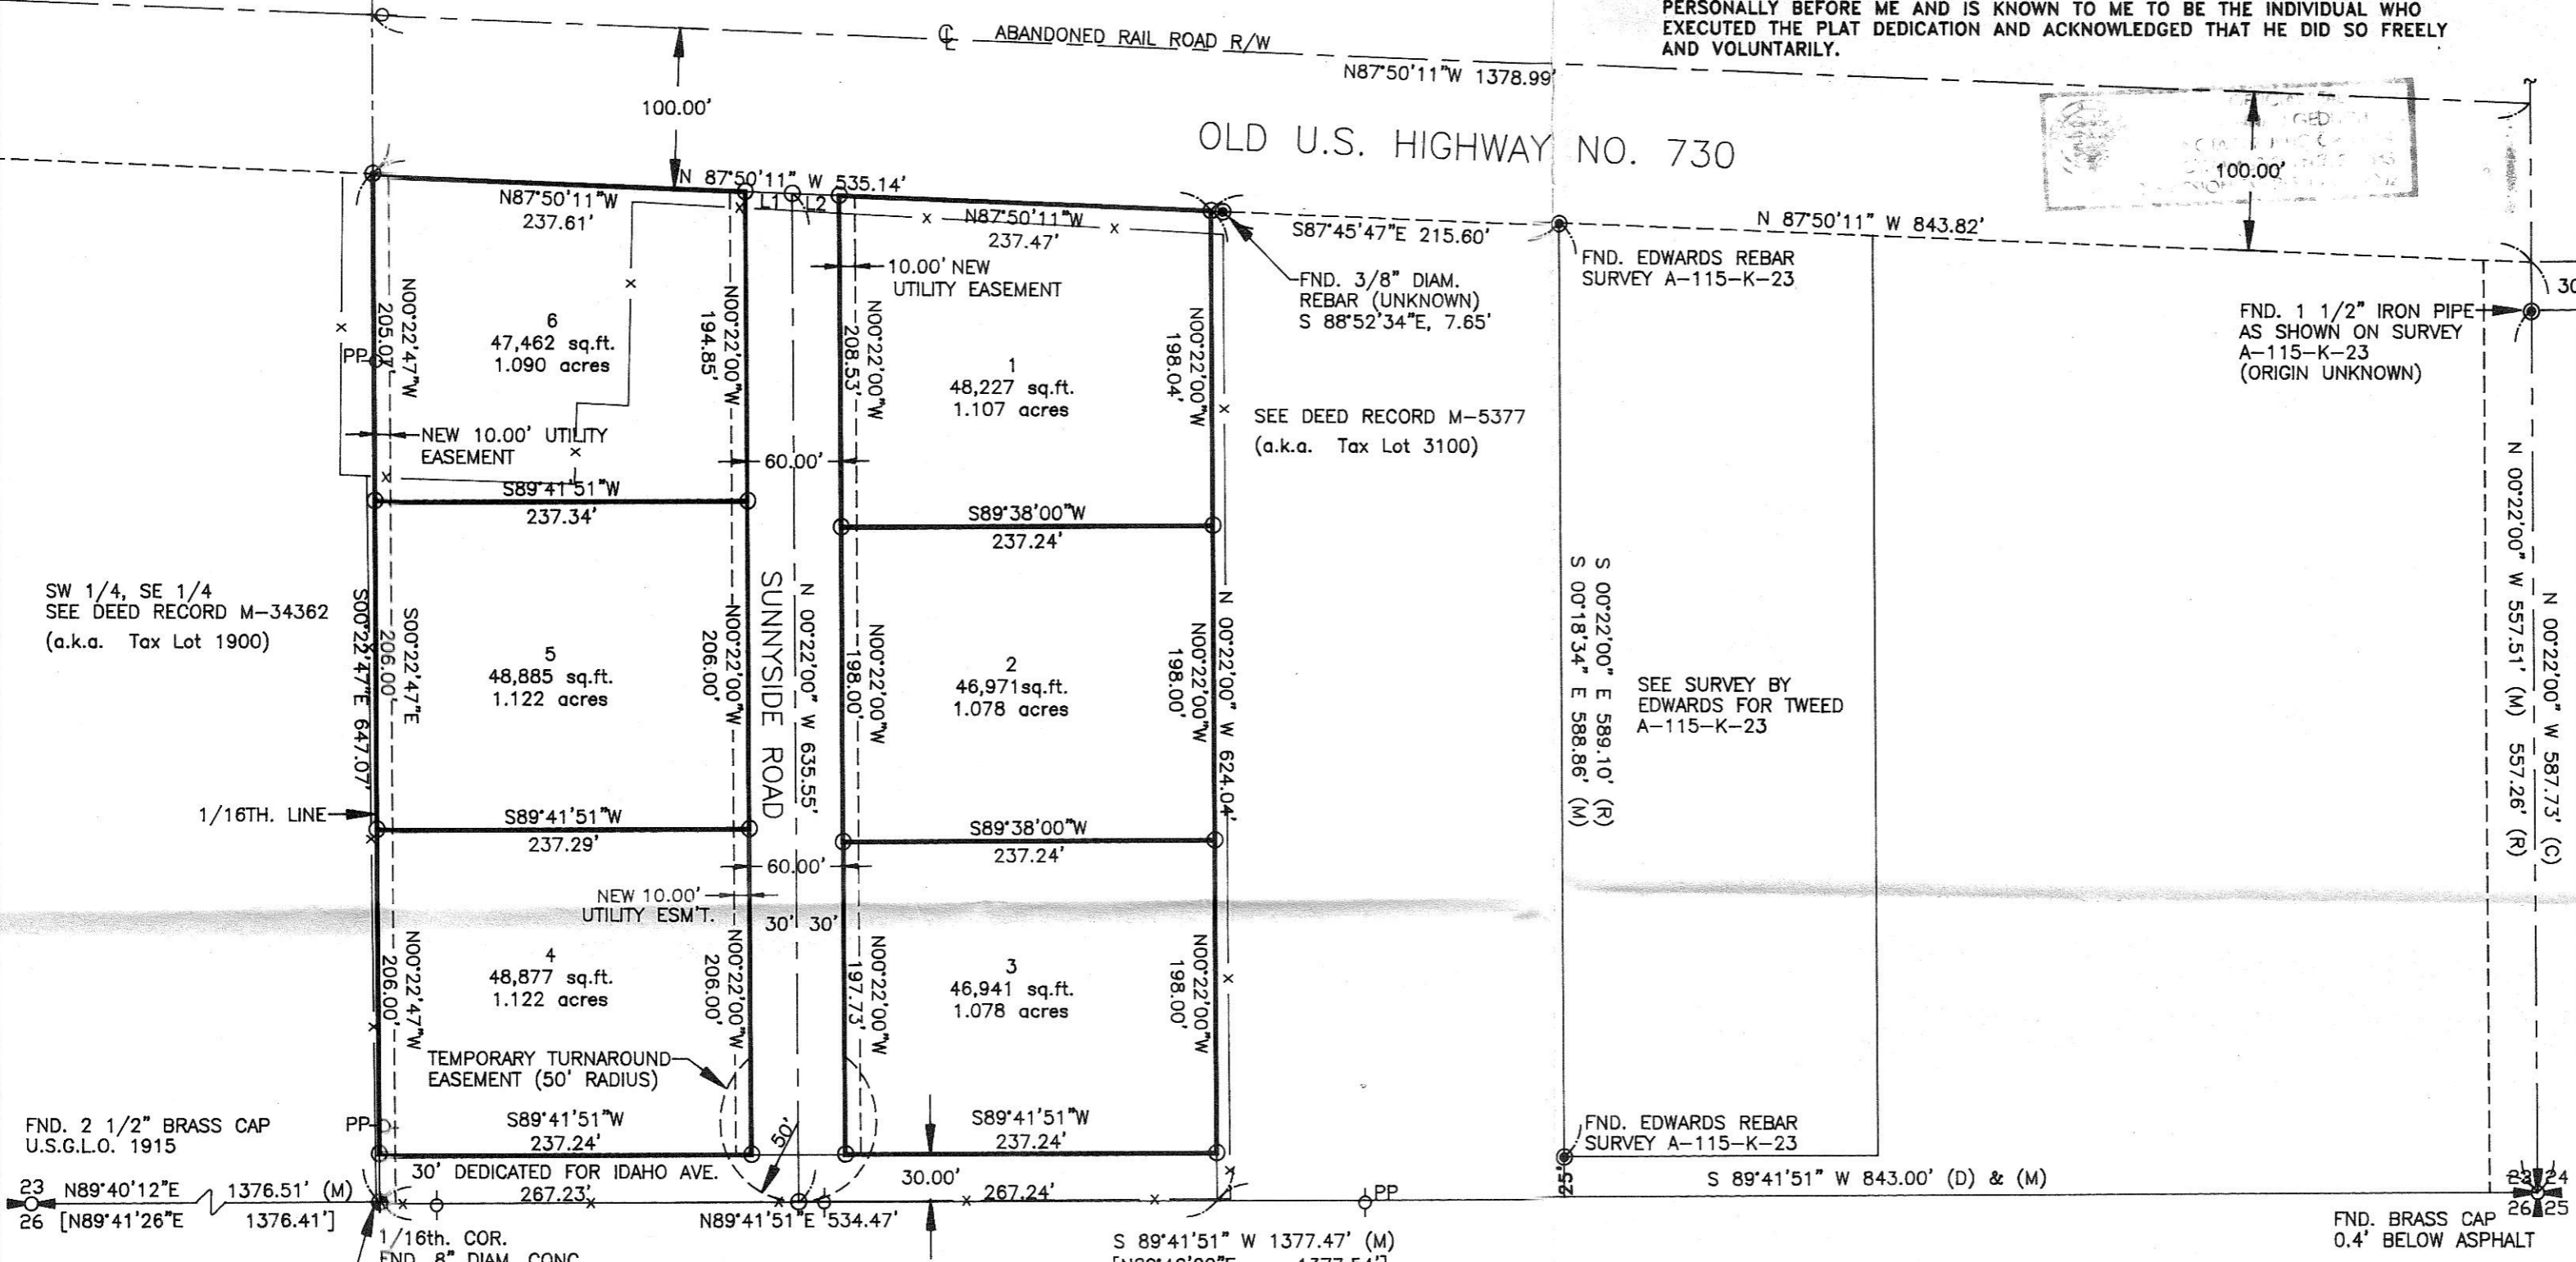 PERSONALLY BEFORE ME AND IS KNOWN TO ME TO BE THE INDIVIDUAL WHO
EXECUTED THE PLAT DEDICATION AND ACKNOWLEDGED THAT HE DID SO FREELY
AND VOLUNTARILY.
℄ ABANDONED RAIL ROAD R/W
N87°50'11"W 1378.99'
100.00'
OLD U.S. HIGHWAY NO. 730
100.00'
N 87°50'11" W 535.14'
N87°50'11"W
237.61'
L1
L2
N87°50'11"W
237.47'
S87°45'47"E 215.60'
N 87°50'11" W 843.82'
10.00' NEW
UTILITY EASEMENT
FND. 3/8" DIAM.
REBAR (UNKNOWN)
S 88°52'34"E, 7.65'
FND. EDWARDS REBAR
SURVEY A-115-K-23
30
FND. 1 1/2" IRON PIPE
AS SHOWN ON SURVEY
A-115-K-23
(ORIGIN UNKNOWN)
N00°22'47"W
205.07'
PP
6
47,462 sq.ft.
1.090 acres
N00°22'00"W
194.85'
N00°22'00"W
208.53'
1
48,227 sq.ft.
1.107 acres
N00°22'00"W
198.04'
SEE DEED RECORD M-5377
(a.k.a. Tax Lot 3100)
NEW 10.00' UTILITY
EASEMENT
60.00'
S89°41'51"W
237.34'
S89°38'00"W
237.24'
SW 1/4, SE 1/4
SEE DEED RECORD M-34362
(a.k.a. Tax Lot 1900)
S00°22'47"E 647.07'
S00°22'47"E
206.00'
5
48,885 sq.ft.
1.122 acres
N00°22'00"W
206.00'
SUNNYSIDE ROAD
N 00°22'00" W 635.55'
N00°22'00"W
198.00'
2
46,971sq.ft.
1.078 acres
N00°22'00"W
198.00'
N 00°22'00" W 624.04'
S 00°22'00" E 589.10' (R)
S 00°18'34" E 588.86' (M)
SEE SURVEY BY
EDWARDS FOR TWEED
A-115-K-23
N 00°22'00" W 557.51' (M) 557.26' (R)
N 00°22'00" W 587.73' (C)
1/16TH. LINE
S89°41'51"W
237.29'
S89°38'00"W
237.24'
60.00'
NEW 10.00'
UTILITY ESM'T.
30' 30'
N00°22'47"W
206.00'
4
48,877 sq.ft.
1.122 acres
N00°22'00"W
206.00'
N00°22'00"W
197.73'
3
46,941 sq.ft.
1.078 acres
N00°22'00"W
198.00'
TEMPORARY TURNAROUND
EASEMENT (50' RADIUS)
50'
FND. 2 1/2" BRASS CAP
U.S.G.L.O. 1915
PP
S89°41'51"W
237.24'
S89°41'51"W
237.24'
FND. EDWARDS REBAR
SURVEY A-115-K-23
30' DEDICATED FOR IDAHO AVE.
30.00'
25'
S 89°41'51" W 843.00' (D) & (M)
23 N89°40'12"E 1376.51' (M)
26 [N89°41'26"E 1376.41']
267.23'
267.24'
PP
N89°41'51"E 534.47'
23 24
26 25
1/16th. COR.
FND. 8" DIAM. CONC.
S 89°41'51" W 1377.47' (M)
FND. BRASS CAP
0.4' BELOW ASPHALT